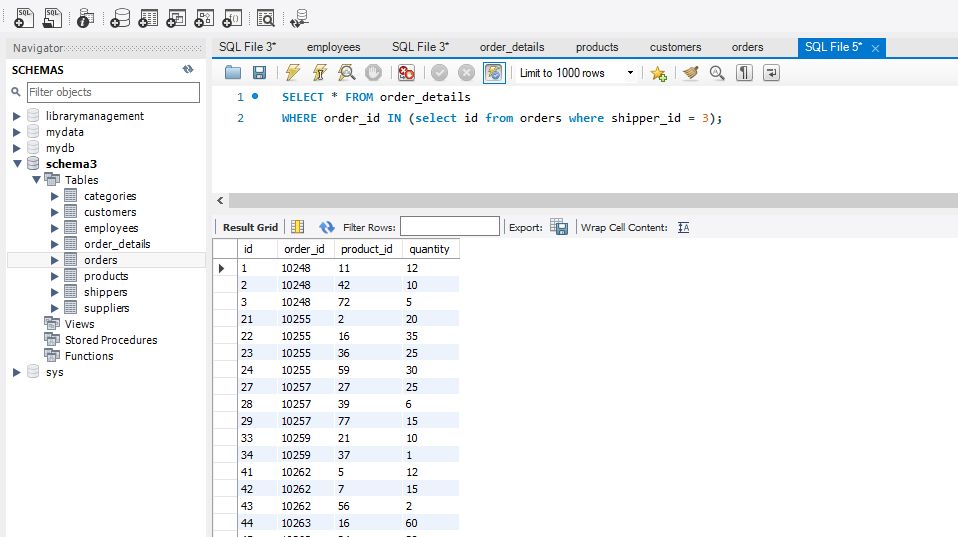 SQL
SQL
Navigator
SCHEMAS
Filter objects
librarymanagement
mydata
mydb
schema3
Tables
categories
customers
employees
order_details
orders
products
shippers
suppliers
Views
Stored Procedures
Functions
sys
SQL File 3* employees SQL File 3* order_details products customers orders SQL File 5* ×
Limit to 1000 rows
1 SELECT * FROM order_details
2 WHERE order_id IN (select id from orders where shipper_id = 3);
Result Grid Filter Rows: Export: Wrap Cell Content:
id order_id product_id quantity
1 10248 11 12
2 10248 42 10
3 10248 72 5
21 10255 2 20
22 10255 16 35
23 10255 36 25
24 10255 59 30
27 10257 27 25
28 10257 39 6
29 10257 77 15
33 10259 21 10
34 10259 37 1
41 10262 5 12
42 10262 7 15
43 10262 56 2
44 10263 16 60